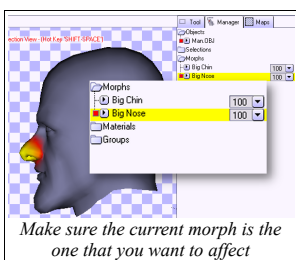 Tool Manager Maps
ection View - (Hot Key 'SHIFT-SPACE')
Objects
Man.OBJ
Selections
Morphs
Big Chin 100
Big Nose 100
Morphs
Big Chin 100
Big Nose 100
Materials
Groups
Make sure the current morph is the
one that you want to affect